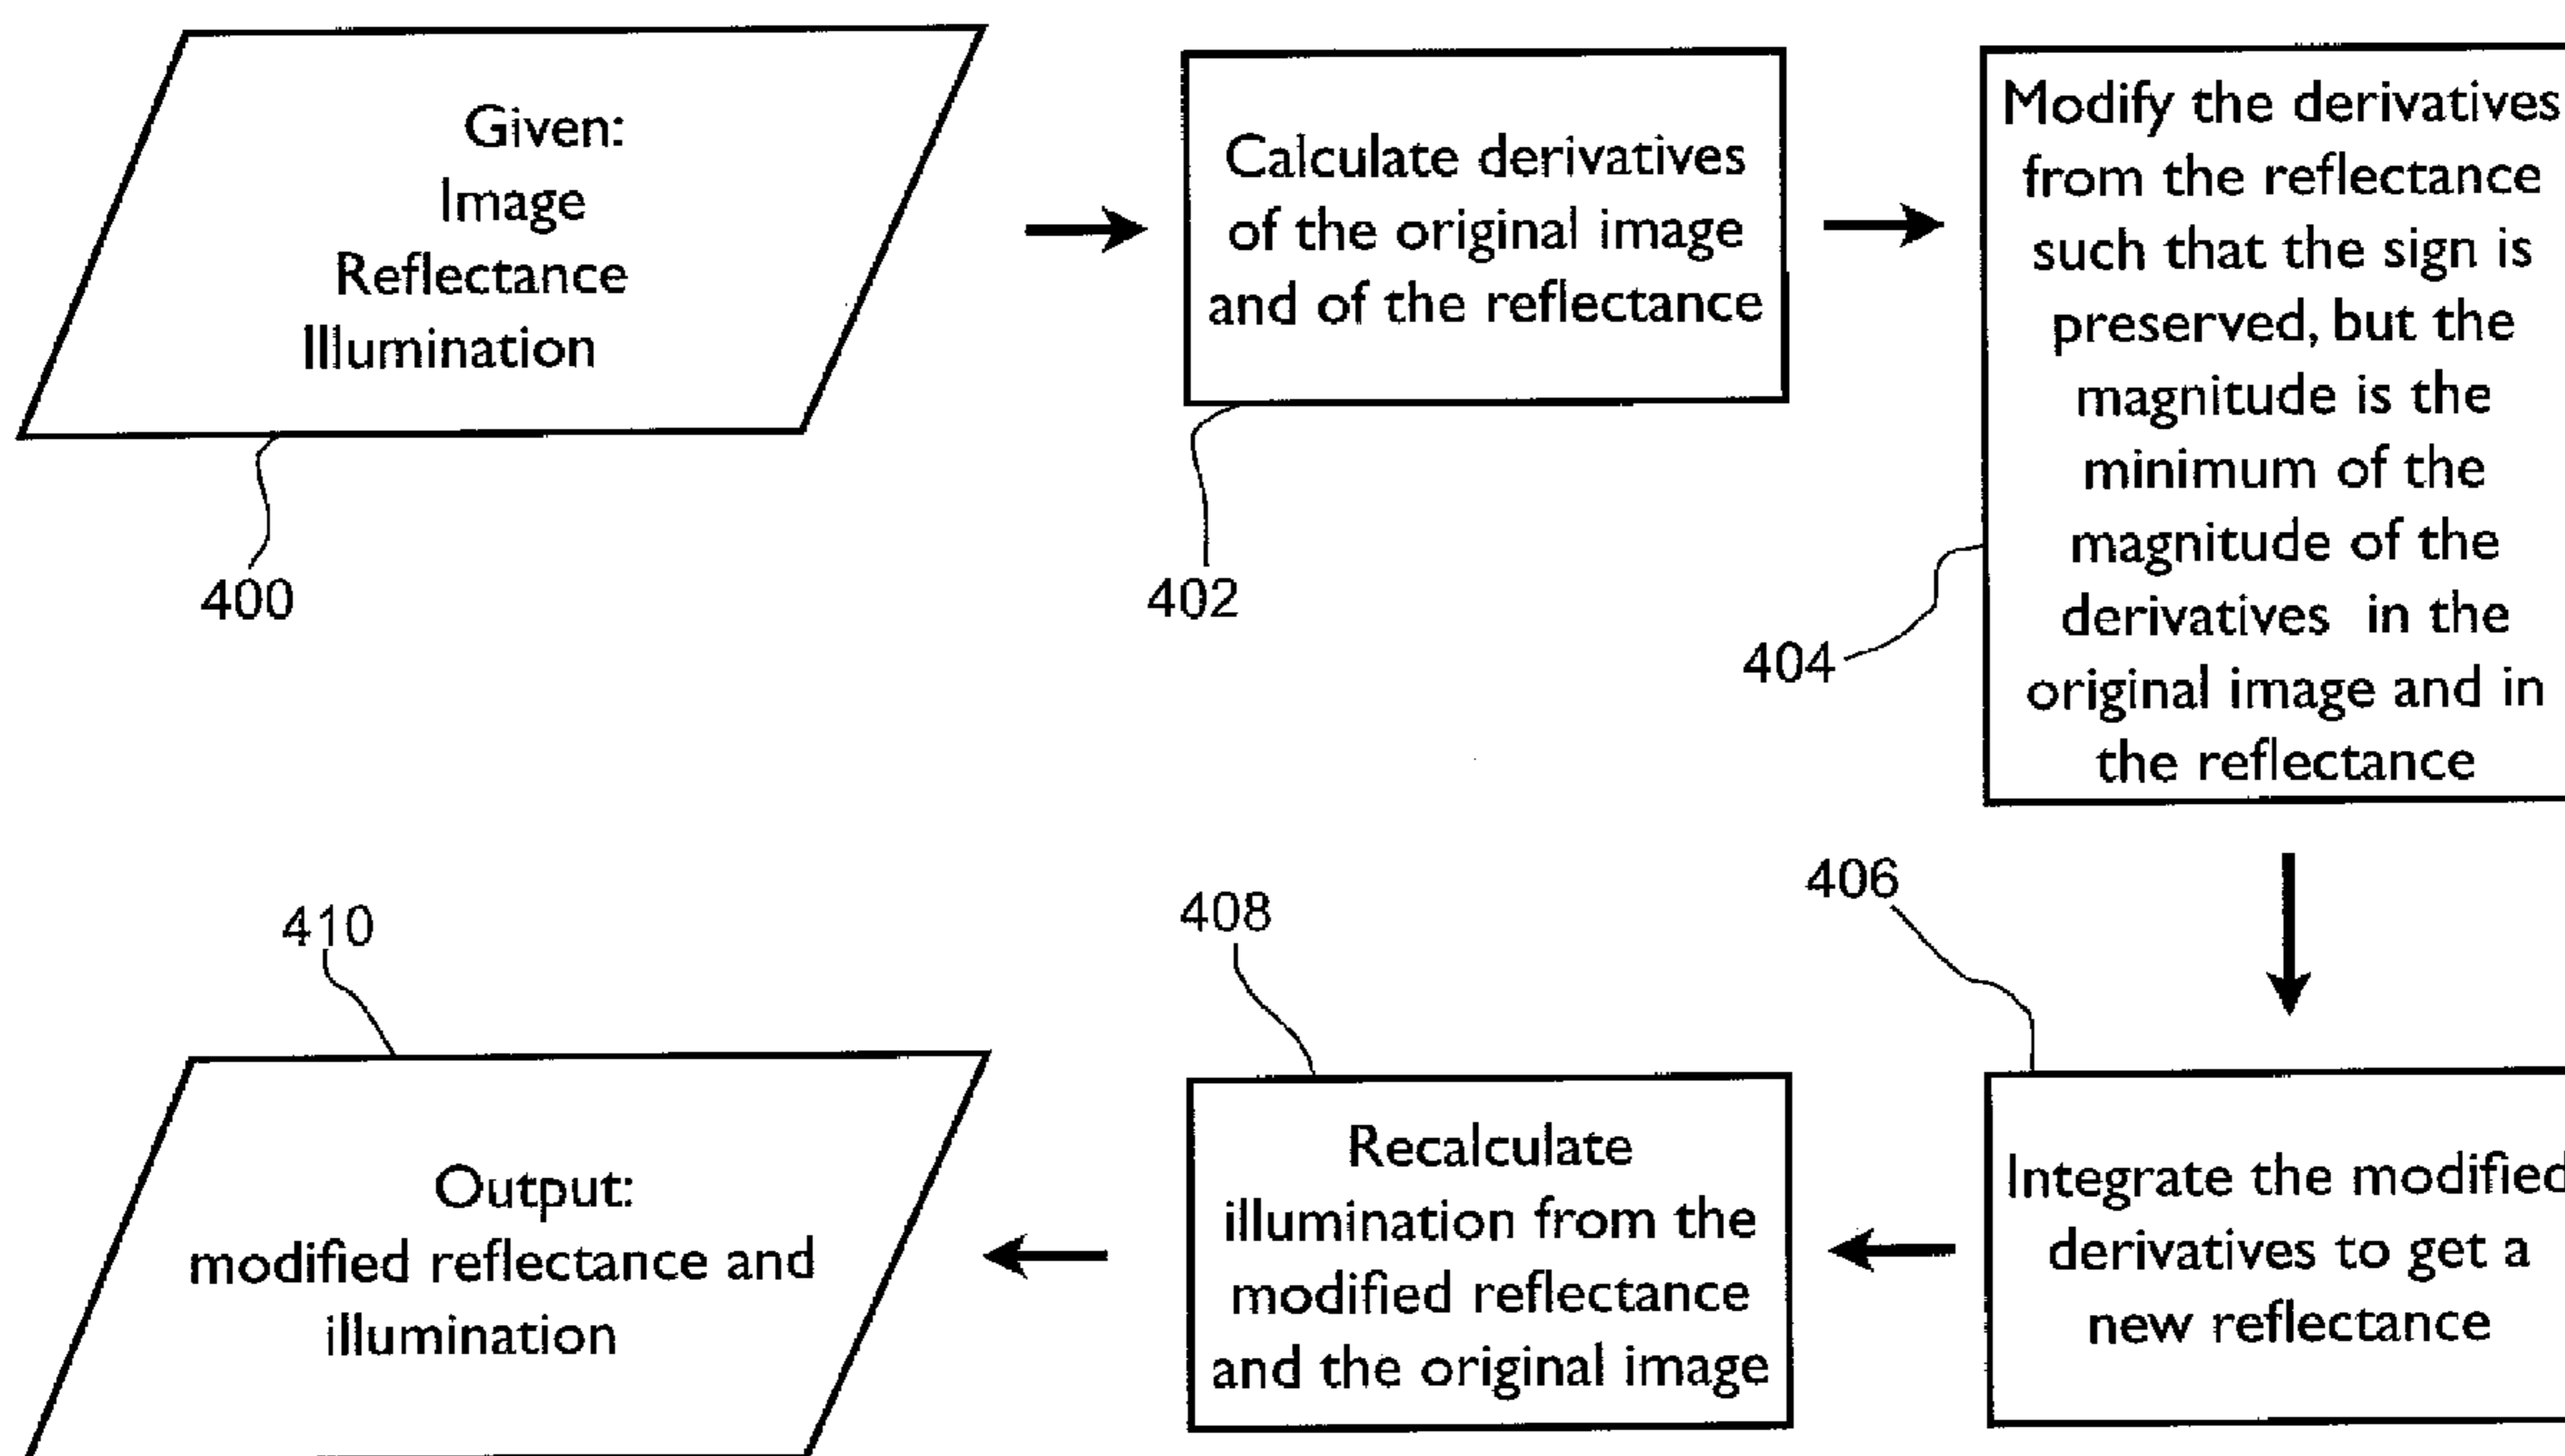 Given:
Image
Reflectance
Illumination
400
Calculate derivatives
of the original image
and of the reflectance
402
Modify the derivatives
from the reflectance
such that the sign is
preserved, but the
magnitude is the
minimum of the
magnitude of the
derivatives in the
original image and in
the reflectance
404
406
Integrate the modified
derivatives to get a
new reflectance
408
Recalculate
illumination from the
modified reflectance
and the original image
410
Output:
modified reflectance and
illumination